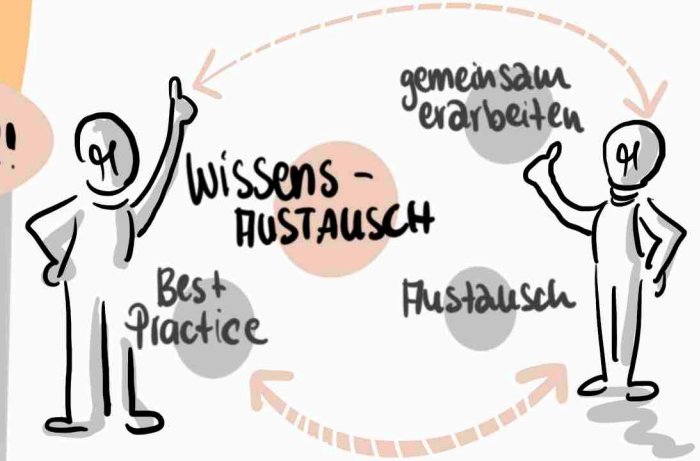 !
gemeinsam
erarbeiten
Wissens-
AUSTAUSCH
Best
Practice
Austausch